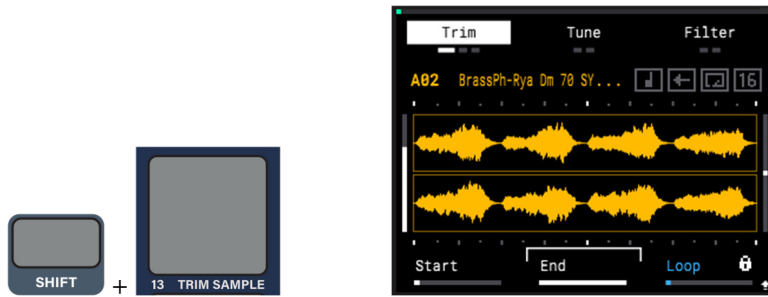 Trim Tune Filter
A02 BrassPh-Rya Dm 70 SY... 16
Start End Loop
SHIFT + 13 TRIM SAMPLE